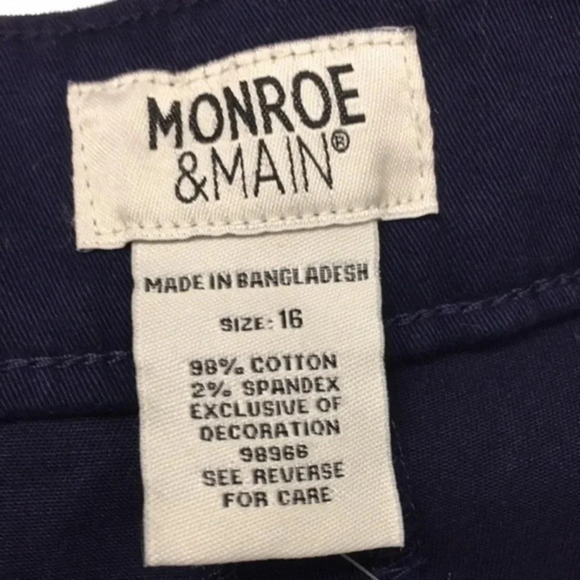 MONROE
&MAIN®
MADE IN BANGLADESH
SIZE: 16
98% COTTON
2% SPANDEX
EXCLUSIVE OF
DECORATION
98966
SEE REVERSE
FOR CARE